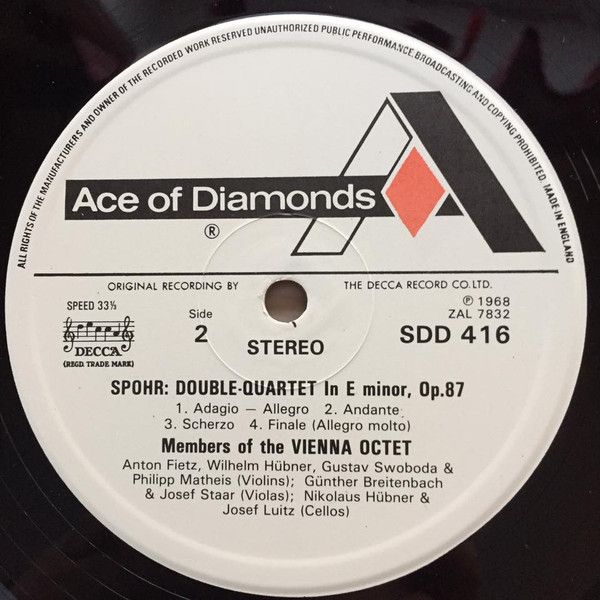 ALL RIGHTS OF THE MANUFACTURERS AND OWNER OF THE RECORDED WORK RESERVED UNAUTHORIZED PUBLIC PERFORMANCE, BROADCASTING AND COPYING PROHIBITED. MADE IN ENGLAND
Ace of Diamonds
®
ORIGINAL RECORDING BY THE DECCA RECORD CO. LTD.
SPEED 33⅓
DECCA
(REGD. TRADE MARK)
Side
2
STEREO
℗ 1968
ZAL 7832
SDD 416
SPOHR: DOUBLE-QUARTET In E minor, Op.87
1. Adagio — Allegro 2. Andante
3. Scherzo 4. Finale (Allegro molto)
Members of the VIENNA OCTET
Anton Fietz, Wilhelm Hübner, Gustav Swoboda &
Philipp Matheis (Violins); Günther Breitenbach
& Josef Staar (Violas); Nikolaus Hübner &
Josef Luitz (Cellos)